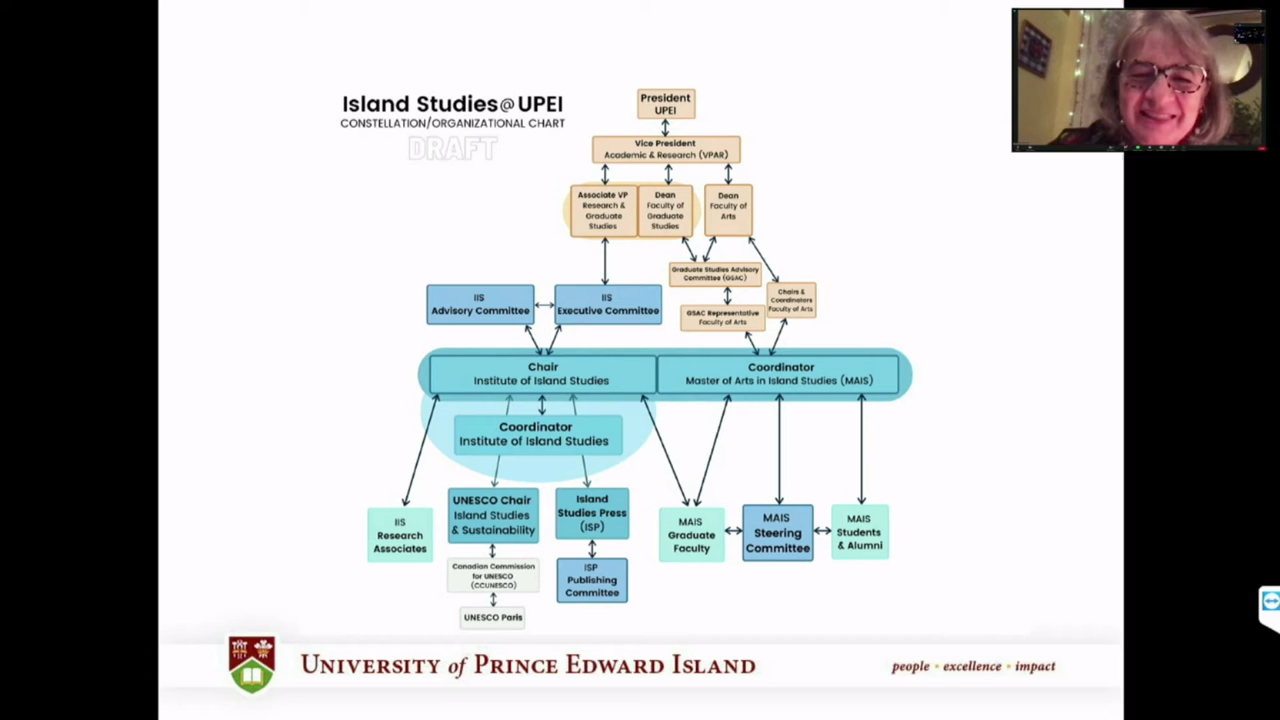 Island Studies@UPEI
CONSTELLATION/ORGANIZATIONAL CHART
DRAFT
President
UPEI
Vice President
Academic & Research (VPAR)
Associate VP
Research &
Graduate
Studies
Dean
Faculty of
Graduate
Studies
Dean
Faculty of
Arts
Graduate Studies Advisory
Committee (GSAC)
Chairs &
Coordinators
Faculty of Arts
GSAC Representative
Faculty of Arts
IIS
Advisory Committee
IIS
Executive Committee
Chair
Institute of Island Studies
Coordinator
Master of Arts in Island Studies (MAIS)
Coordinator
Institute of Island Studies
IIS
Research
Associates
UNESCO Chair
Island Studies
& Sustainability
Island
Studies Press
(ISP)
MAIS
Graduate
Faculty
MAIS
Steering
Committee
MAIS
Students
& Alumni
Canadian Commission
for UNESCO
(CCUNESCO)
ISP
Publishing
Committee
UNESCO Paris
UNIVERSITY of PRINCE EDWARD ISLAND
people • excellence • impact